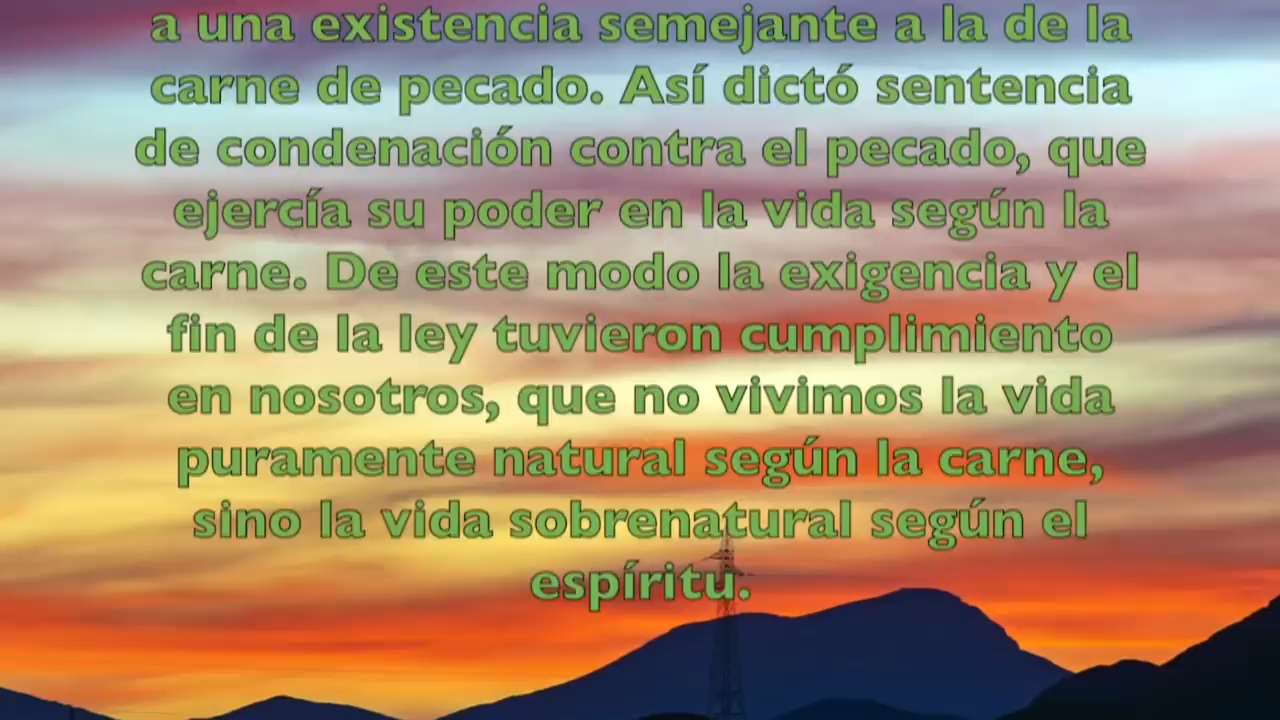 a una existencia semejante a la de la
carne de pecado. Así dictó sentencia
de condenación contra el pecado, que
ejercía su poder en la vida según la
carne. De este modo la exigencia y el
fin de la ley tuvieron cumplimiento
en nosotros, que no vivimos la vida
puramente natural según la carne,
sino la vida sobrenatural según el
espíritu.